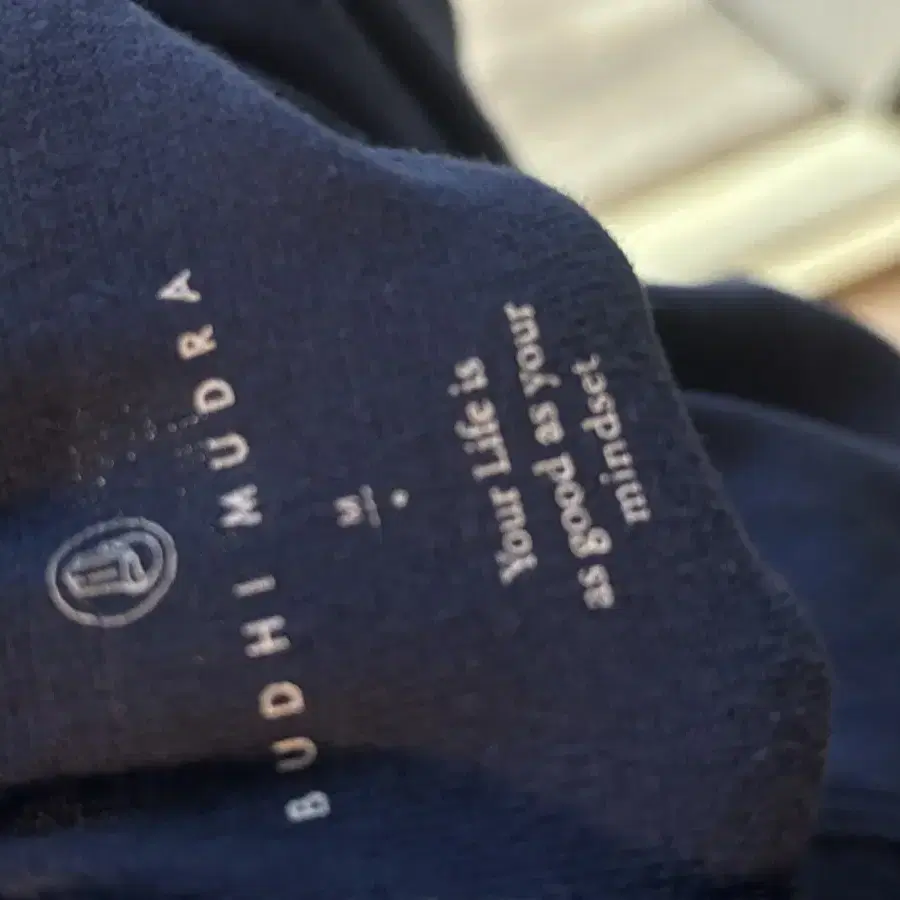 BUDHI MUDRA
M
Your Life is
as good as your
mindset